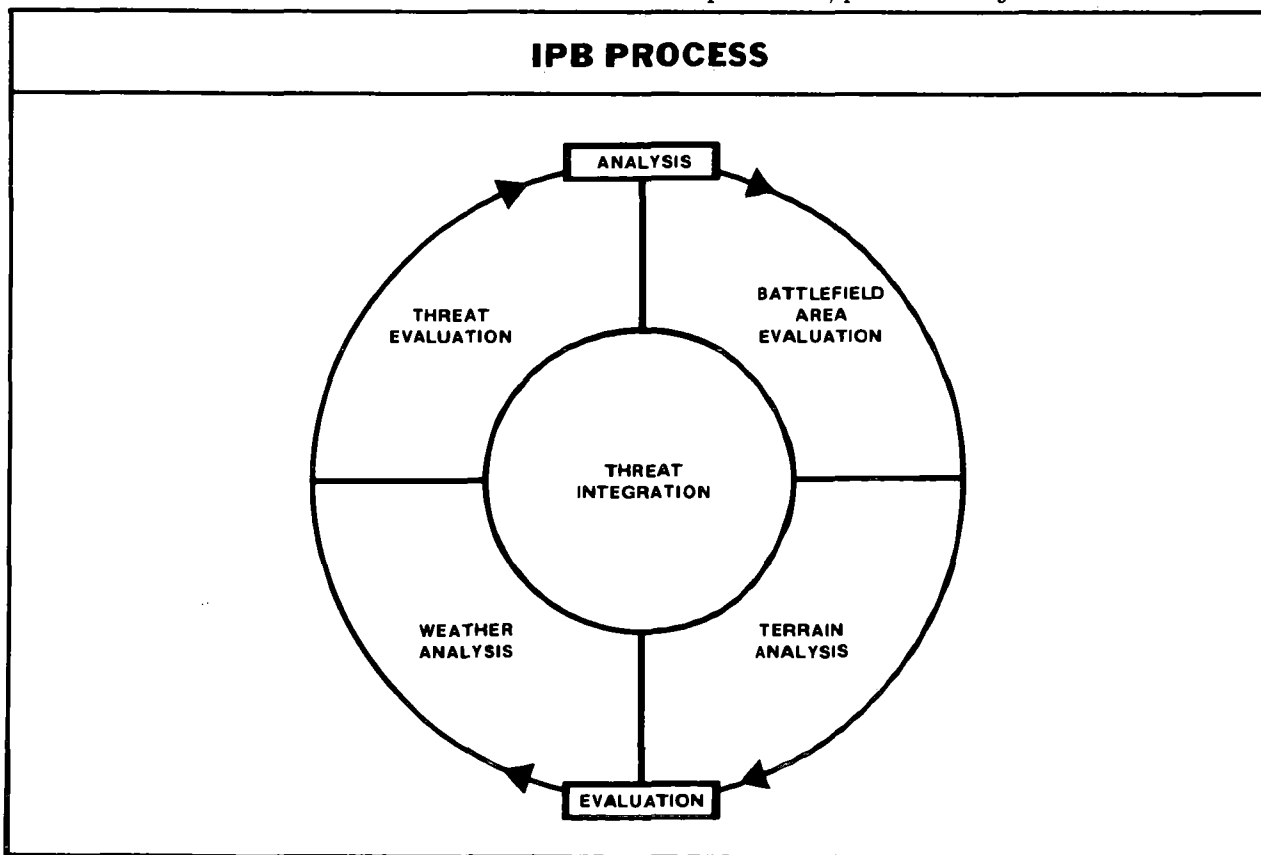 IPB PROCESS
ANALYSIS
THREAT
EVALUATION
BATTLEFIELD
AREA
EVALUATION
THREAT
INTEGRATION
WEATHER
ANALYSIS
TERRAIN
ANALYSIS
EVALUATION